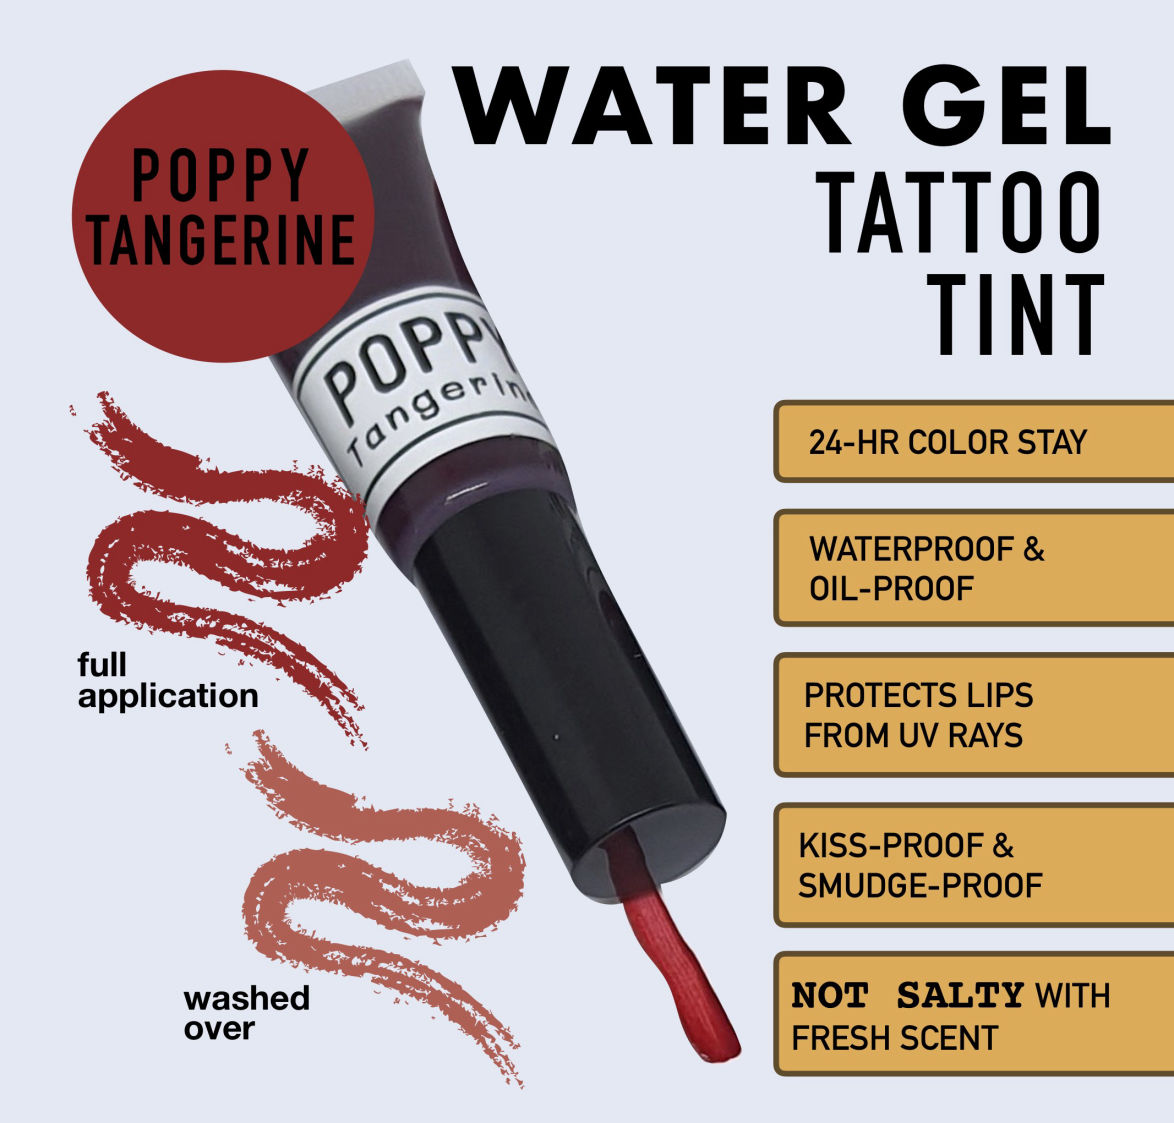 WATER GEL
TATTOO
TINT
POPPY
TANGERINE
POPPY
Tangerine
24-HR COLOR STAY
WATERPROOF &
OIL-PROOF
PROTECTS LIPS
FROM UV RAYS
KISS-PROOF &
SMUDGE-PROOF
NOT SALTY WITH
FRESH SCENT
full
application
washed
over